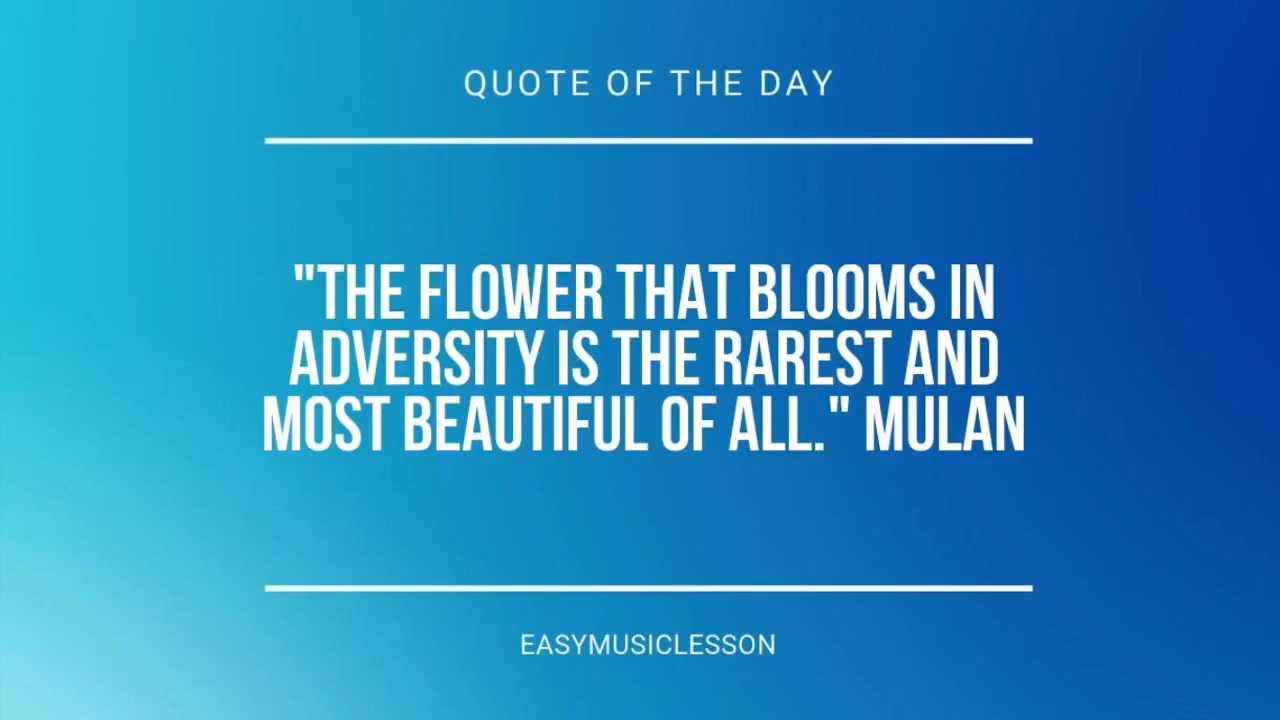 QUOTE OF THE DAY
"THE FLOWER THAT BLOOMS IN
ADVERSITY IS THE RAREST AND
MOST BEAUTIFUL OF ALL." MULAN
EASYMUSICLESSON